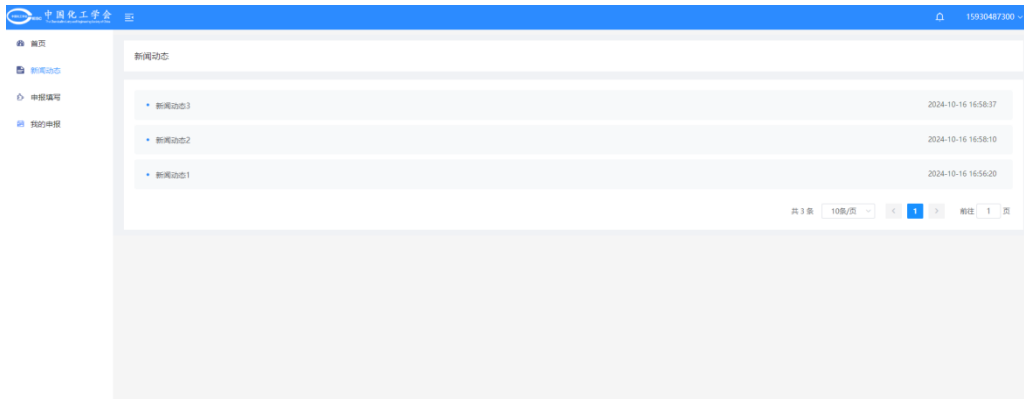 中国化工学会
15930487300
首页
新闻动态
申报填写
我的申报
新闻动态
新闻动态3 2024-10-16 16:58:37
新闻动态2 2024-10-16 16:58:10
新闻动态1 2024-10-16 16:56:20
共 3 条 10条/页 1 前往 1 页